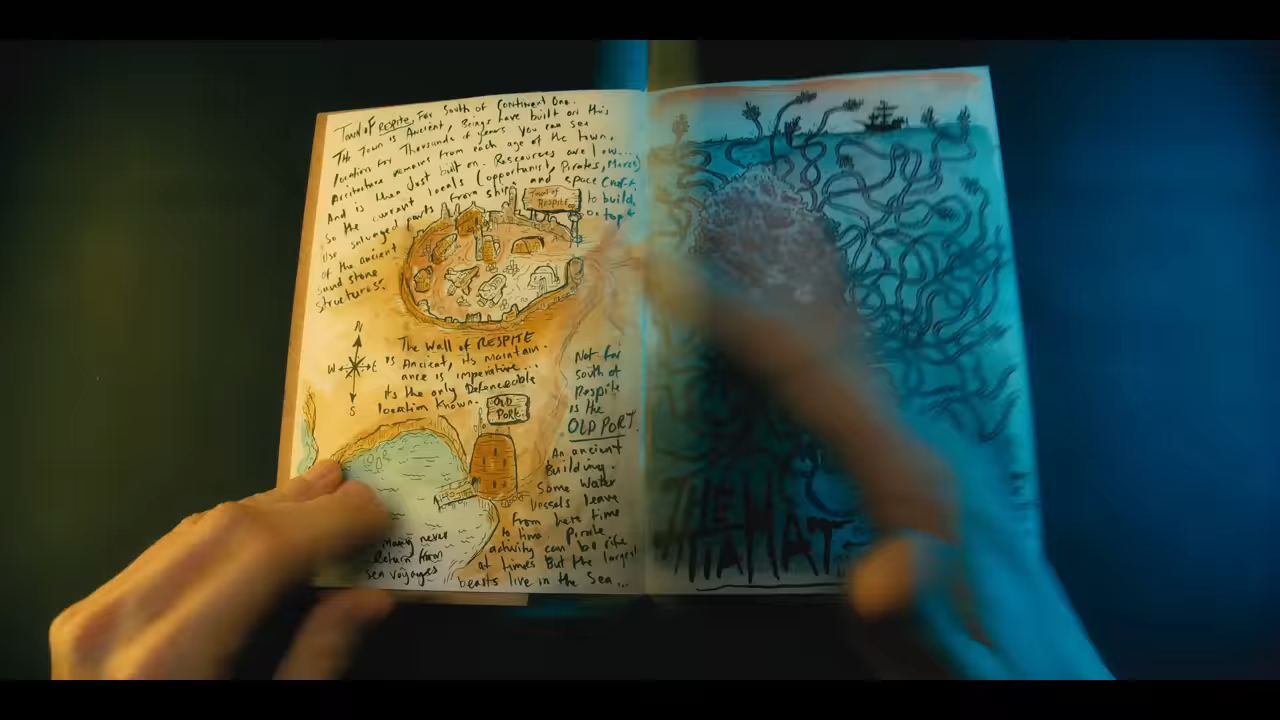 Town of RESPITE, Far South of Continent One.
The Town is Ancient, Beings have built on this
location for Thousands of years you can see
Arcitecture remains from each age of the town.
And is then Just built on. Rescources are low...
So the current locals (opportunist, Pirates, Mercs)
Use salvaged parts from ships and space craft
of the ancient
sand stone
structures.
to build
on top
Town of
RESPITE
N
W E
S
The Wall of RESPITE
is Ancient, its maintain-
ance is imperative...
Its the only Defenceable
location known.
OLD
PORT.
Not far
south of
Respite
is the
OLD PORT.
An ancient
Building.
Some Water
Vessels leave
from here time
to time. Pirate
activity can be rife
at times But the largest
beasts live in the Sea...
Many never
return from
sea voyages
THE